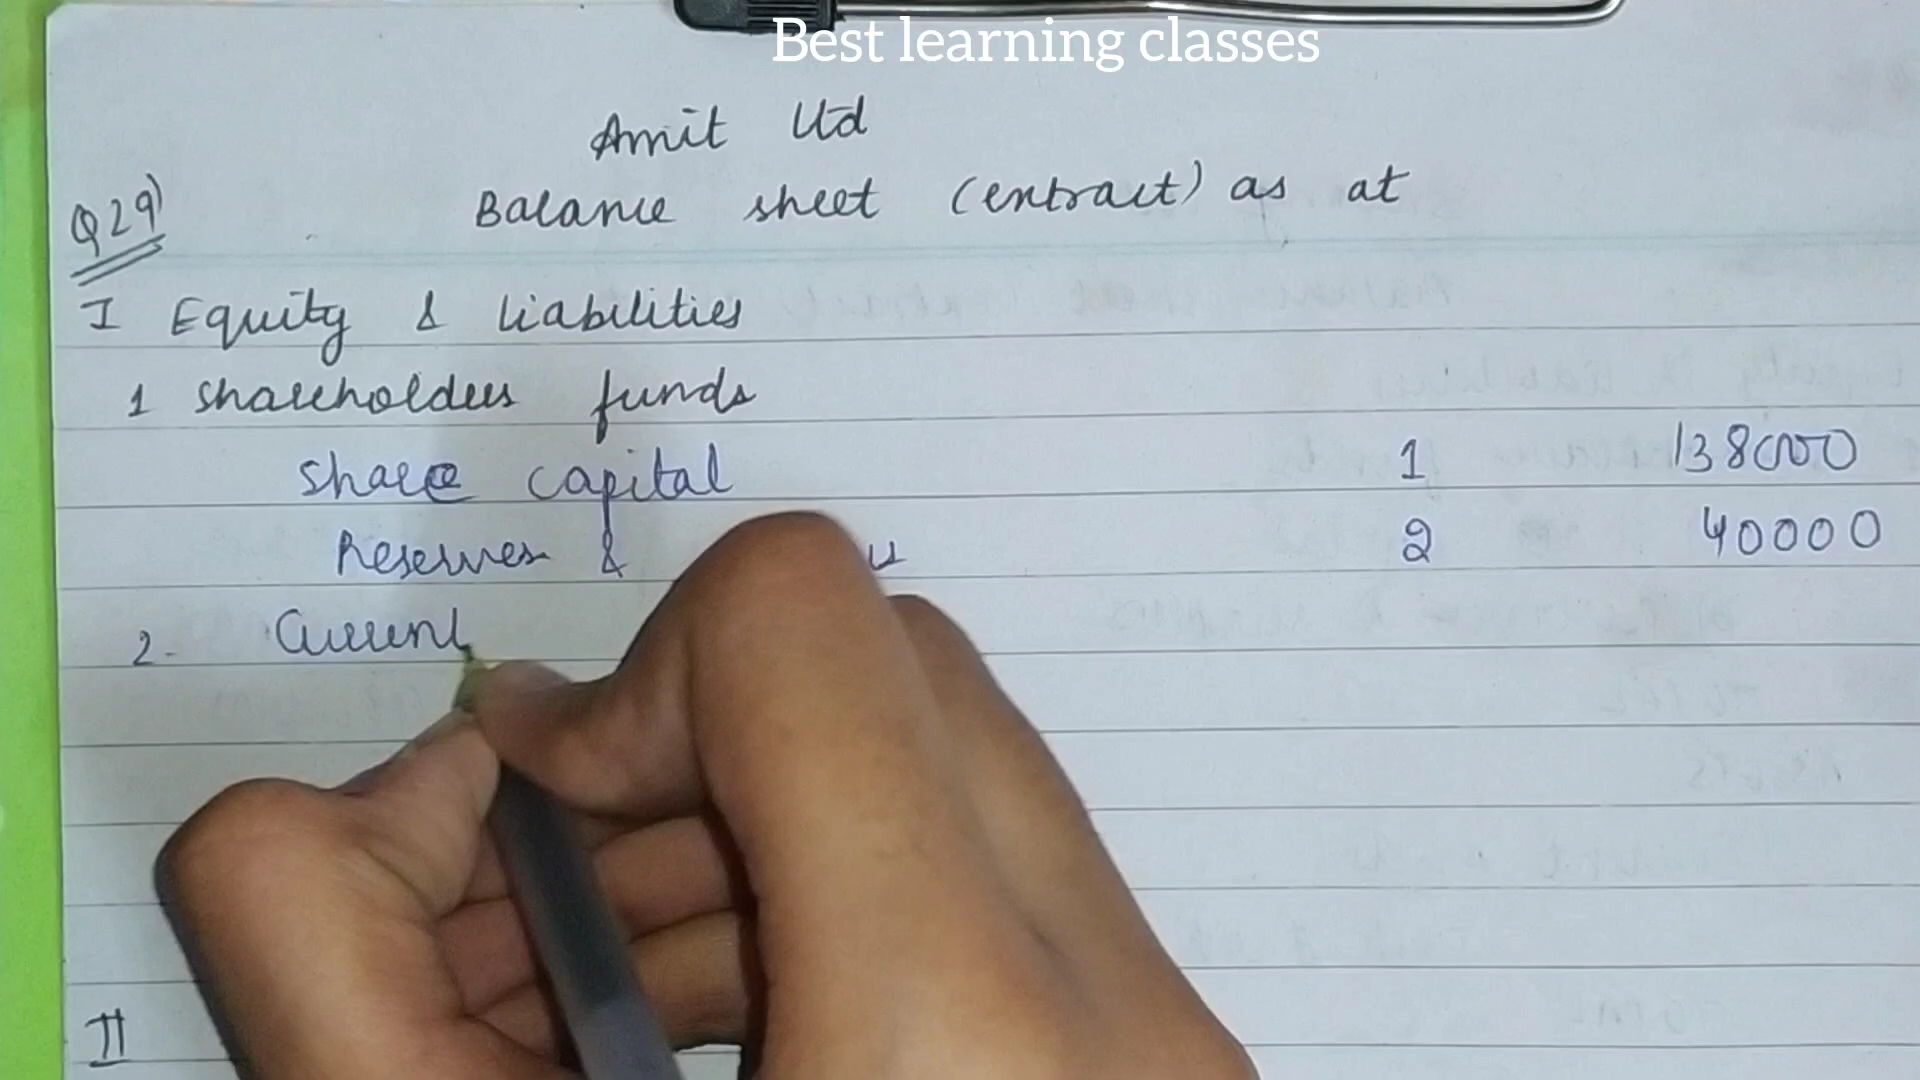 Best learning classes
Amit Ltd
Q29) Balance sheet (extract) as at
I Equity & liabilities
1 Shareholders funds
Share capital 1 138000
Reserves & 2 40000
2. Current
II